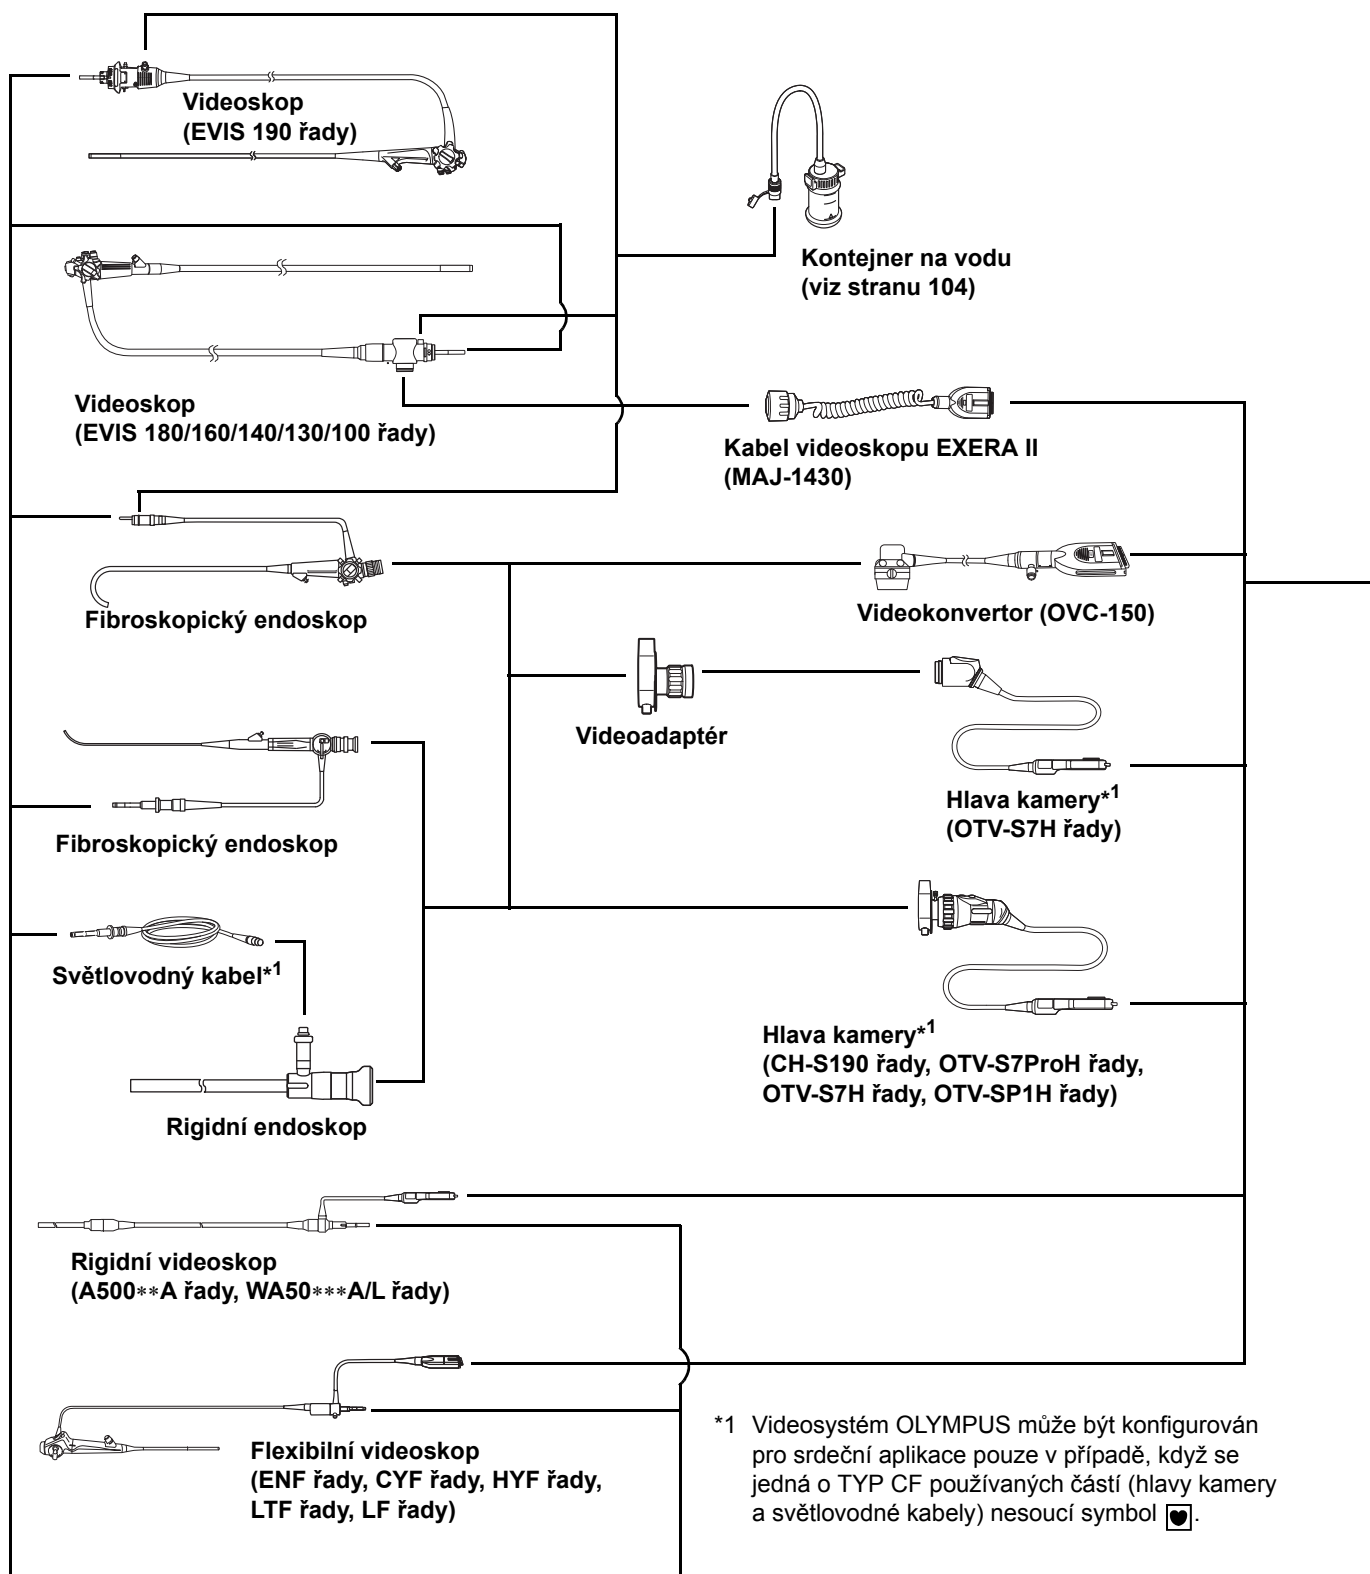 Videoskop
(EVIS 190 řady)
Kontejner na vodu
(viz stranu 104)
Videoskop
(EVIS 180/160/140/130/100 řady)
Kabel videoskopu EXERA II
(MAJ-1430)
Fibroskopický endoskop
Videokonvertor (OVC-150)
Videoadaptér
Hlava kamery*1
(OTV-S7H řady)
Fibroskopický endoskop
Světlovodný kabel*1
Hlava kamery*1
(CH-S190 řady, OTV-S7ProH řady,
OTV-S7H řady, OTV-SP1H řady)
Rigidní endoskop
Rigidní videoskop
(A500**A řady, WA50***A/L řady)
Flexibilní videoskop
(ENF řady, CYF řady, HYF řady,
LTF řady, LF řady)
*1 Videosystém OLYMPUS může být konfigurován
pro srdeční aplikace pouze v případě, když se
jedná o TYP CF používaných částí (hlavy kamery
a světlovodné kabely) nesoucí symbol .